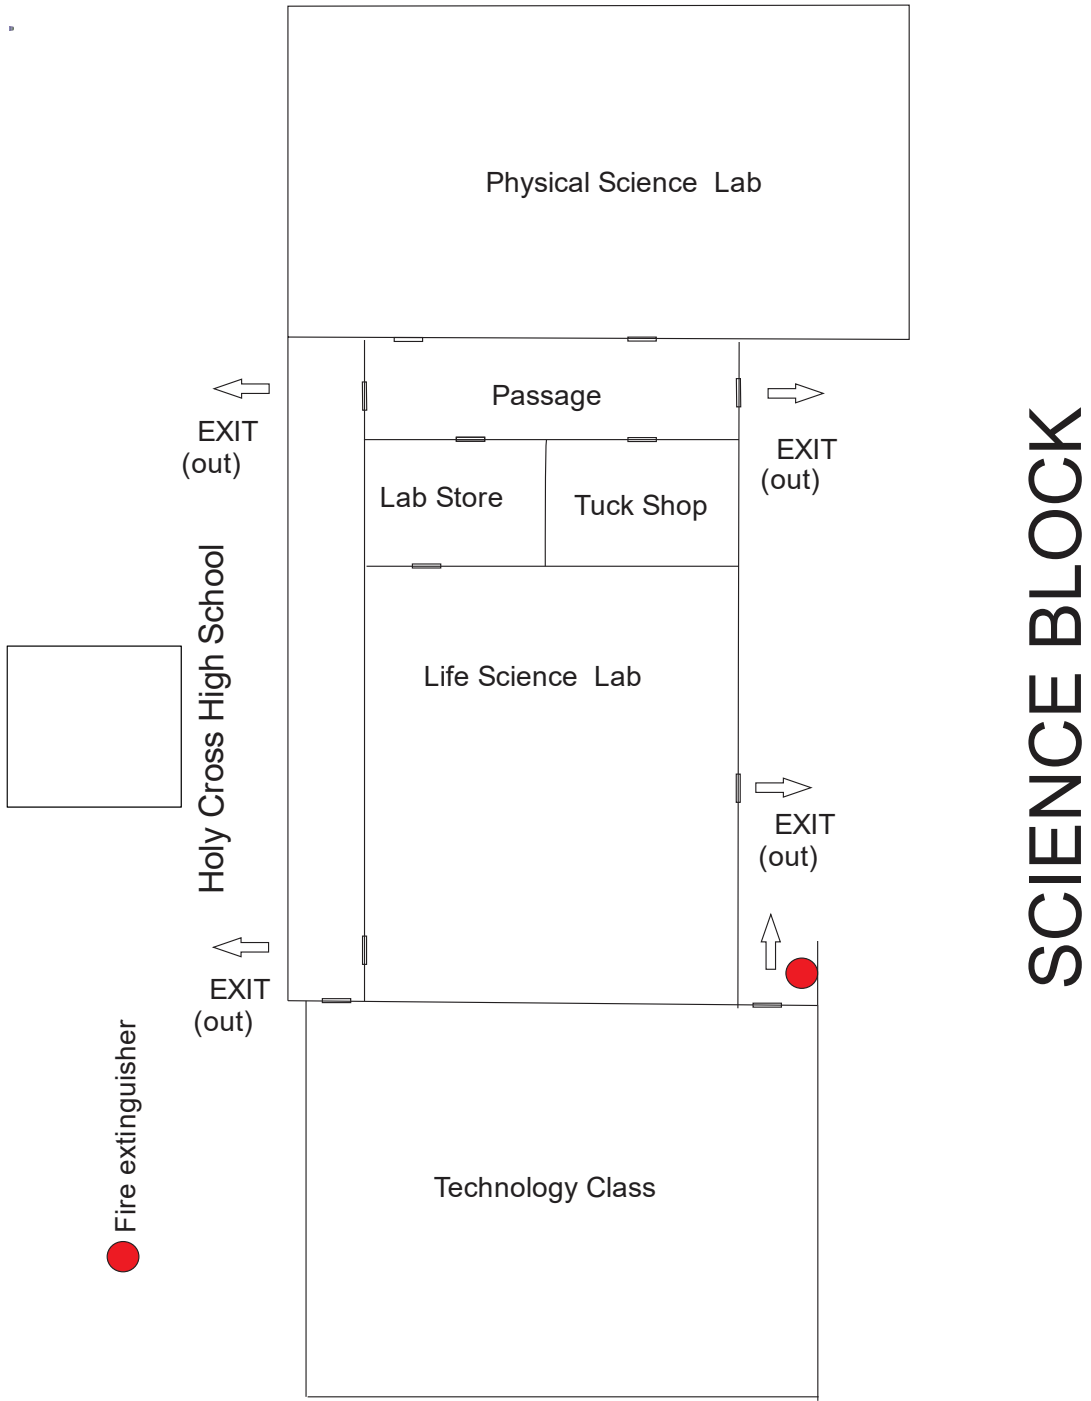 Physical Science Lab
Passage
EXIT
(out)
EXIT
(out)
Lab Store
Tuck Shop
Life Science Lab
Holy Cross High School
SCIENCE BLOCK
EXIT
(out)
EXIT
(out)
Fire extinguisher
Technology Class